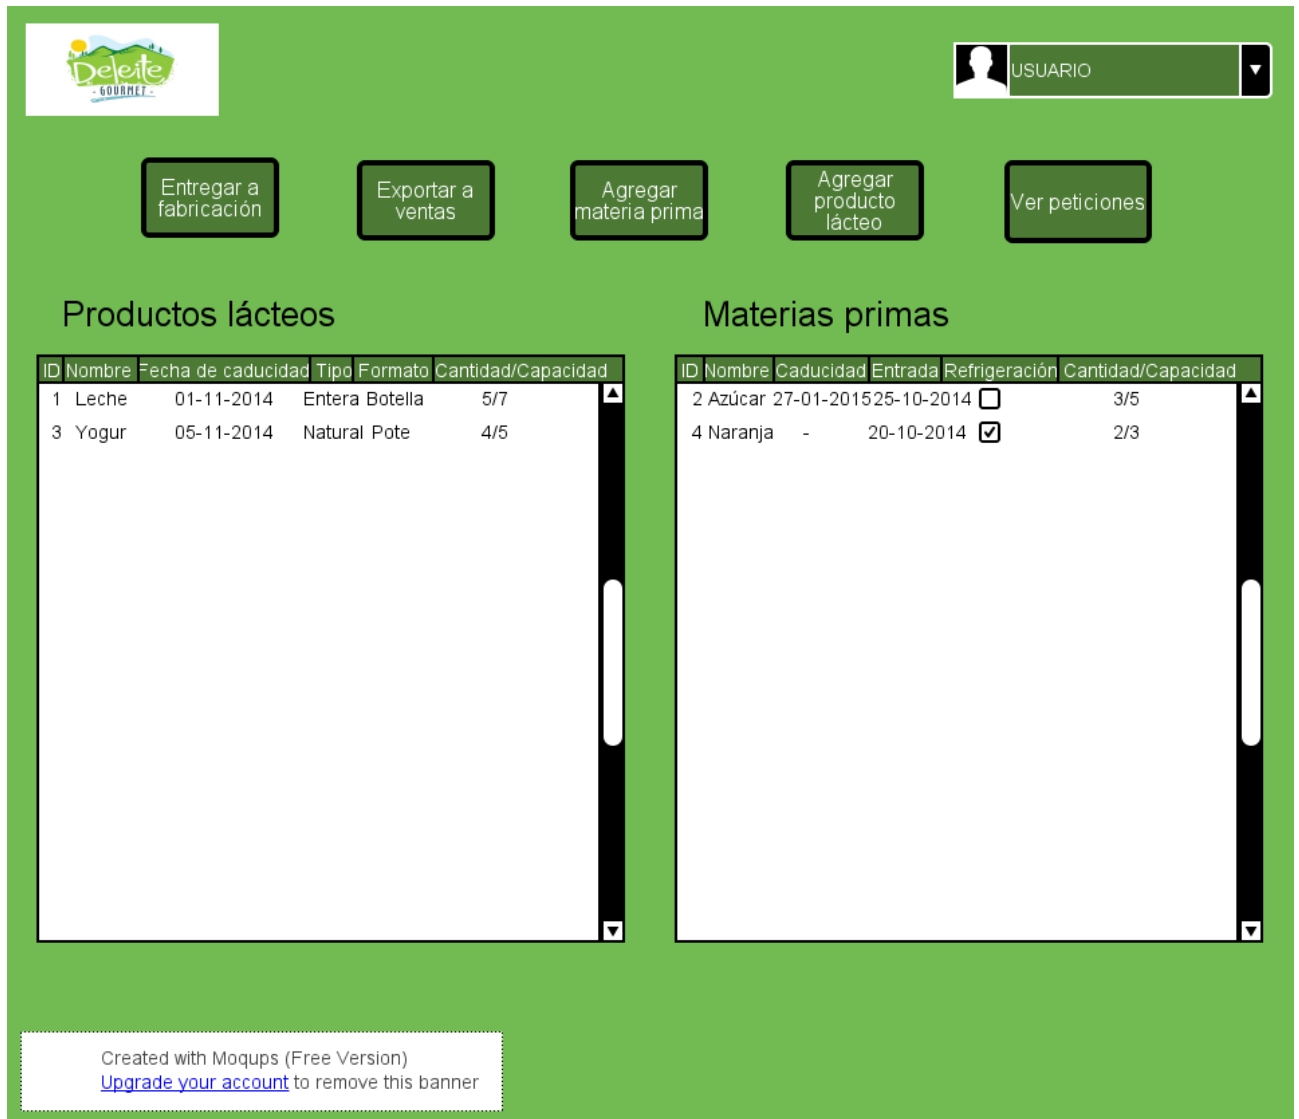 Deleite
- GOURMET -
USUARIO
Entregar a
fabricación
Exportar a
ventas
Agregar
materia prima
Agregar
producto
lácteo
Ver peticiones
Productos lácteos
ID Nombre Fecha de caducidad Tipo Formato Cantidad/Capacidad
1 Leche 01-11-2014 Entera Botella 5/7
3 Yogur 05-11-2014 Natural Pote 4/5
Materias primas
ID Nombre Caducidad Entrada Refrigeración Cantidad/Capacidad
2 Azúcar 27-01-2015 25-10-2014 3/5
4 Naranja - 20-10-2014 2/3
Created with Moqups (Free Version)
Upgrade your account to remove this banner